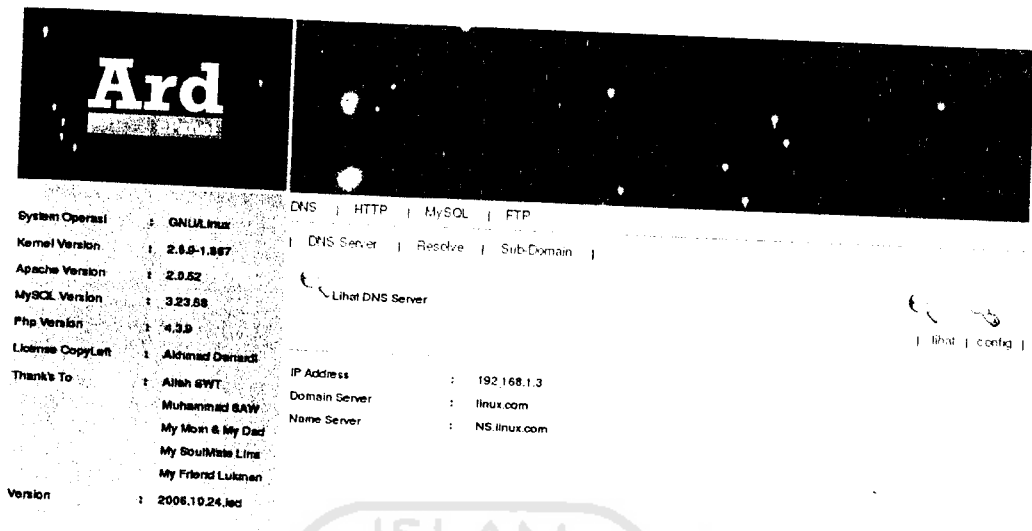 Ard
Panel
System Operasi : GNU/Linux
Kernel Version : 2.6.9-1.667
Apache Version : 2.0.52
MySQL Version : 3.23.58
Php Version : 4.3.9
License CopyLeft : Akhmad
Thank's To : Allah SWT
Muhammad SAW
My Mom & My Dad
My SoulMate
My Friend Lukman
Version : 2006.10.24.ied
DNS | HTTP | MySQL | FTP
| DNS Server | Resolve | Sub-Domain |
Lihat DNS Server
| lihat | config |
IP Address : 192.168.1.3
Domain Server : linux.com
Name Server : NS.linux.com
ISLAM